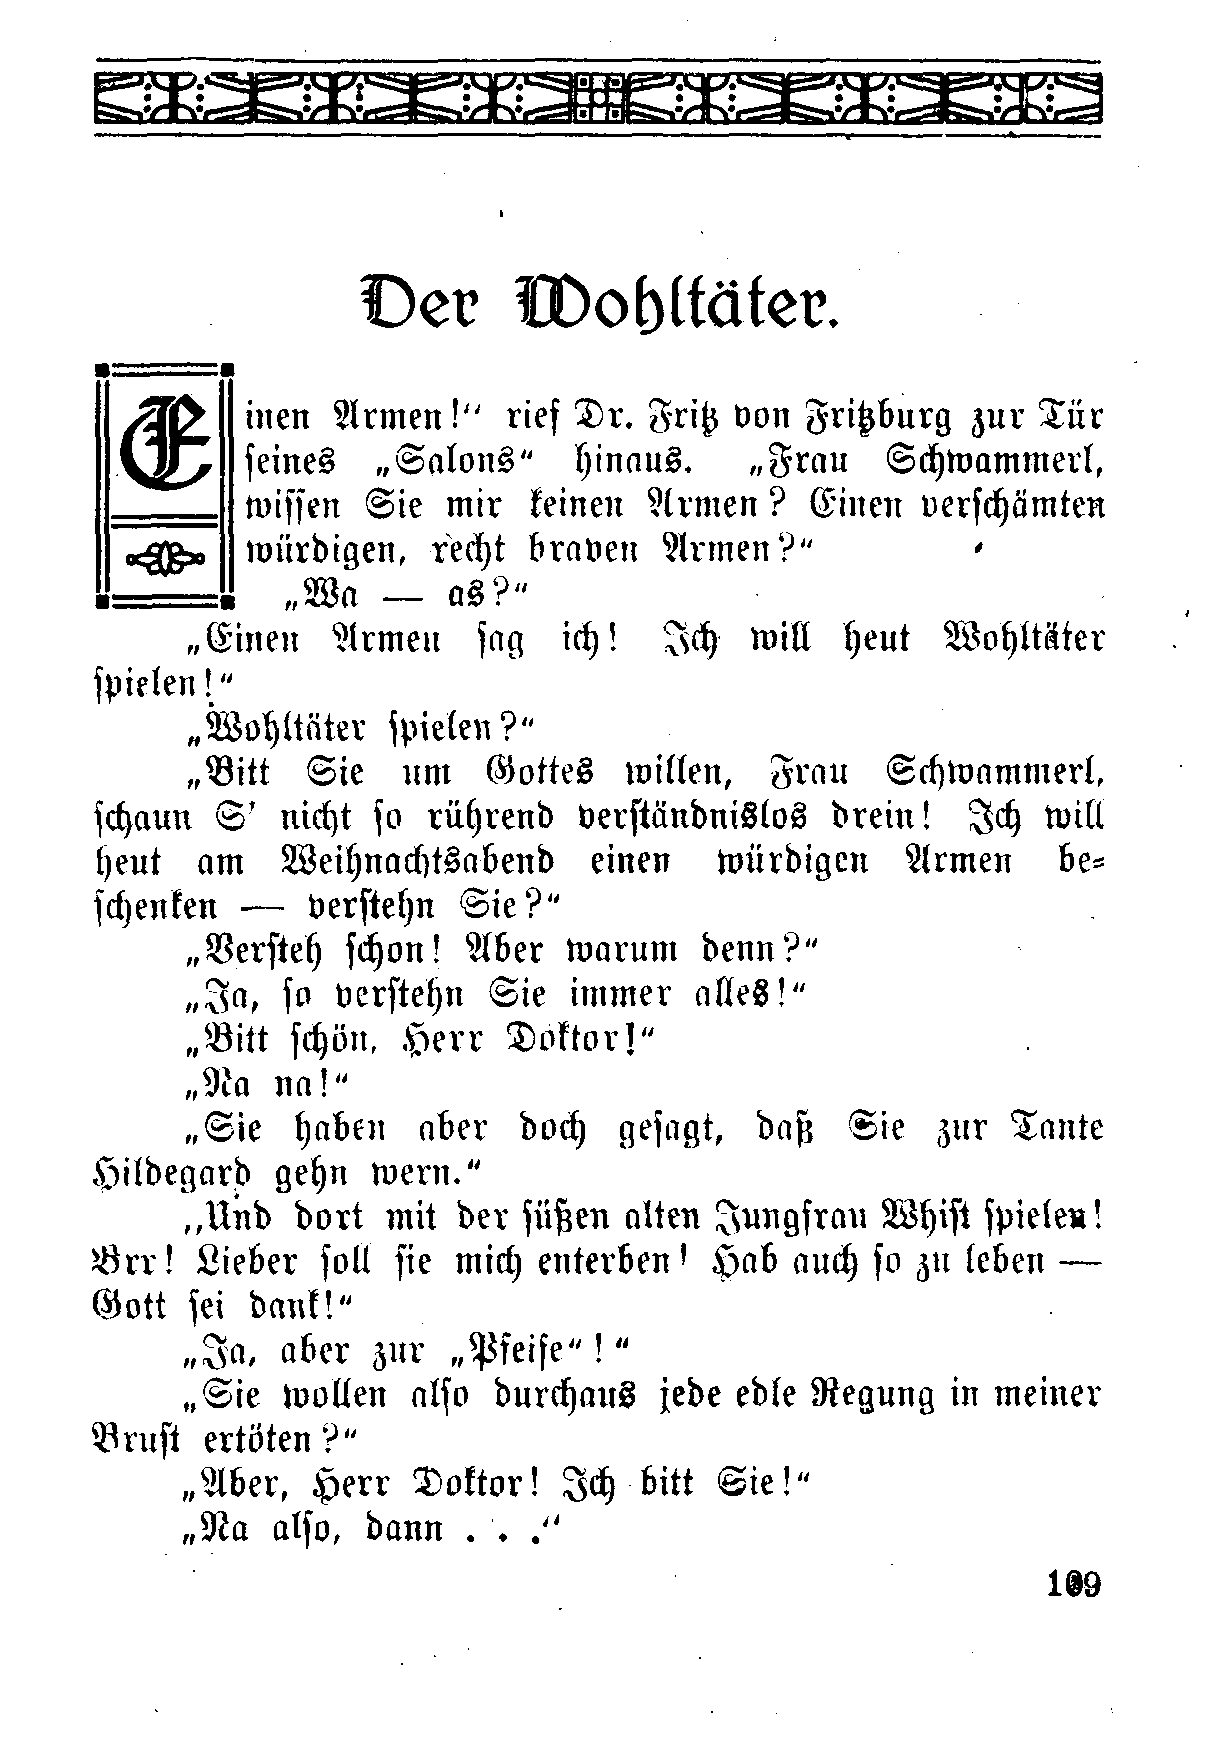 Der Wohltäter.
Einen Armen!“ rief Dr. Fritz von Fritzburg zur Tür
seines „Salons“ hinaus. „Frau Schwammerl,
wissen Sie mir keinen Armen? Einen verschämten
würdigen, recht braven Armen?“
„Wa — as?“
„Einen Armen sag ich! Ich will heut Wohltäter
spielen!“
„Wohltäter spielen?“
„Bitt Sie um Gottes willen, Frau Schwammerl,
schaun S' nicht so rührend verständnislos drein! Ich will
heut am Weihnachtsabend einen würdigen Armen be-
schenken — verstehn Sie?“
„Versteh schon! Aber warum denn?“
„Ja, so verstehn Sie immer alles!“
„Bitt schön, Herr Doktor!“
„Na na!“
„Sie haben aber doch gesagt, daß Sie zur Tante
Hildegard gehn wern.“
„Und dort mit der süßen alten Jungfrau Whist spielen!
Brr! Lieber soll sie mich enterben! Hab auch so zu leben —
Gott sei dank!“
„Ja, aber zur „Pfeife“! “
„Sie wollen also durchaus jede edle Regung in meiner
Brust ertöten?“
„Aber, Herr Doktor! Ich bitt Sie!“
„Na also, dann . . .“
109